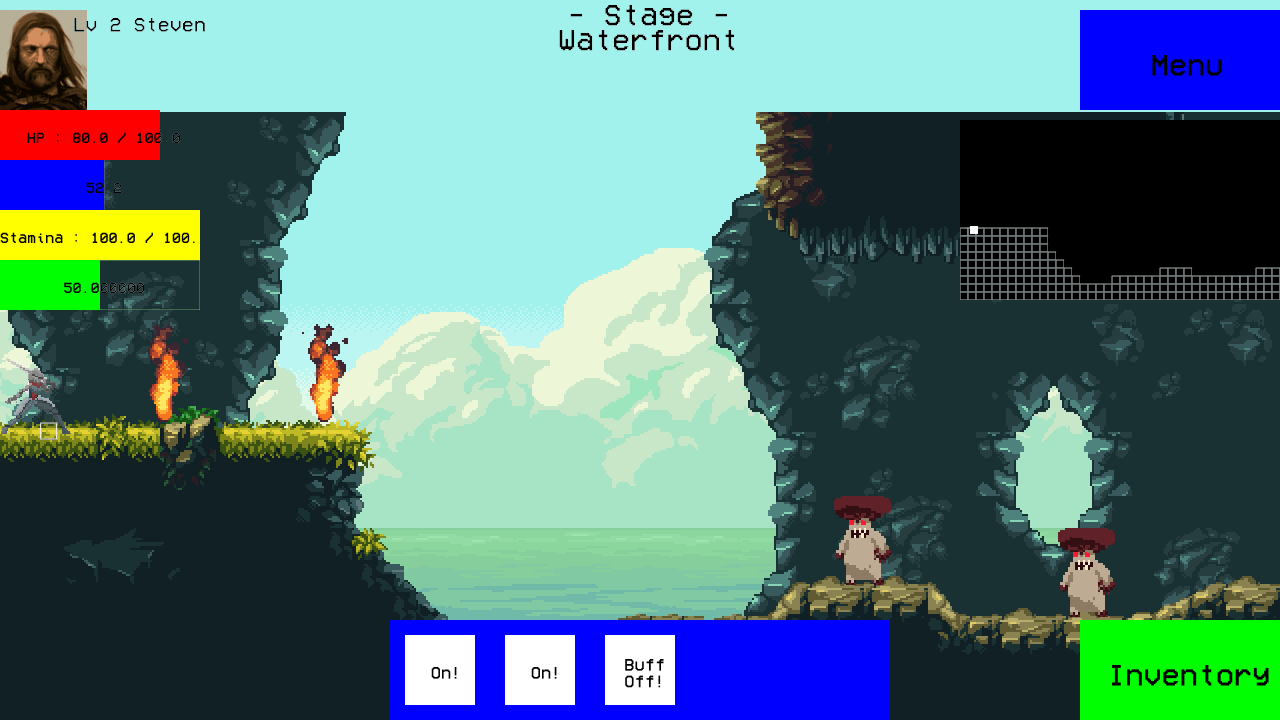 Lv 2 Steven
- Stage -
Waterfront
Menu
HP : 80.0 / 100.0
52.2
Stamina : 100.0 / 100.
50.000000
On!
On!
Buff
Off!
Inventory